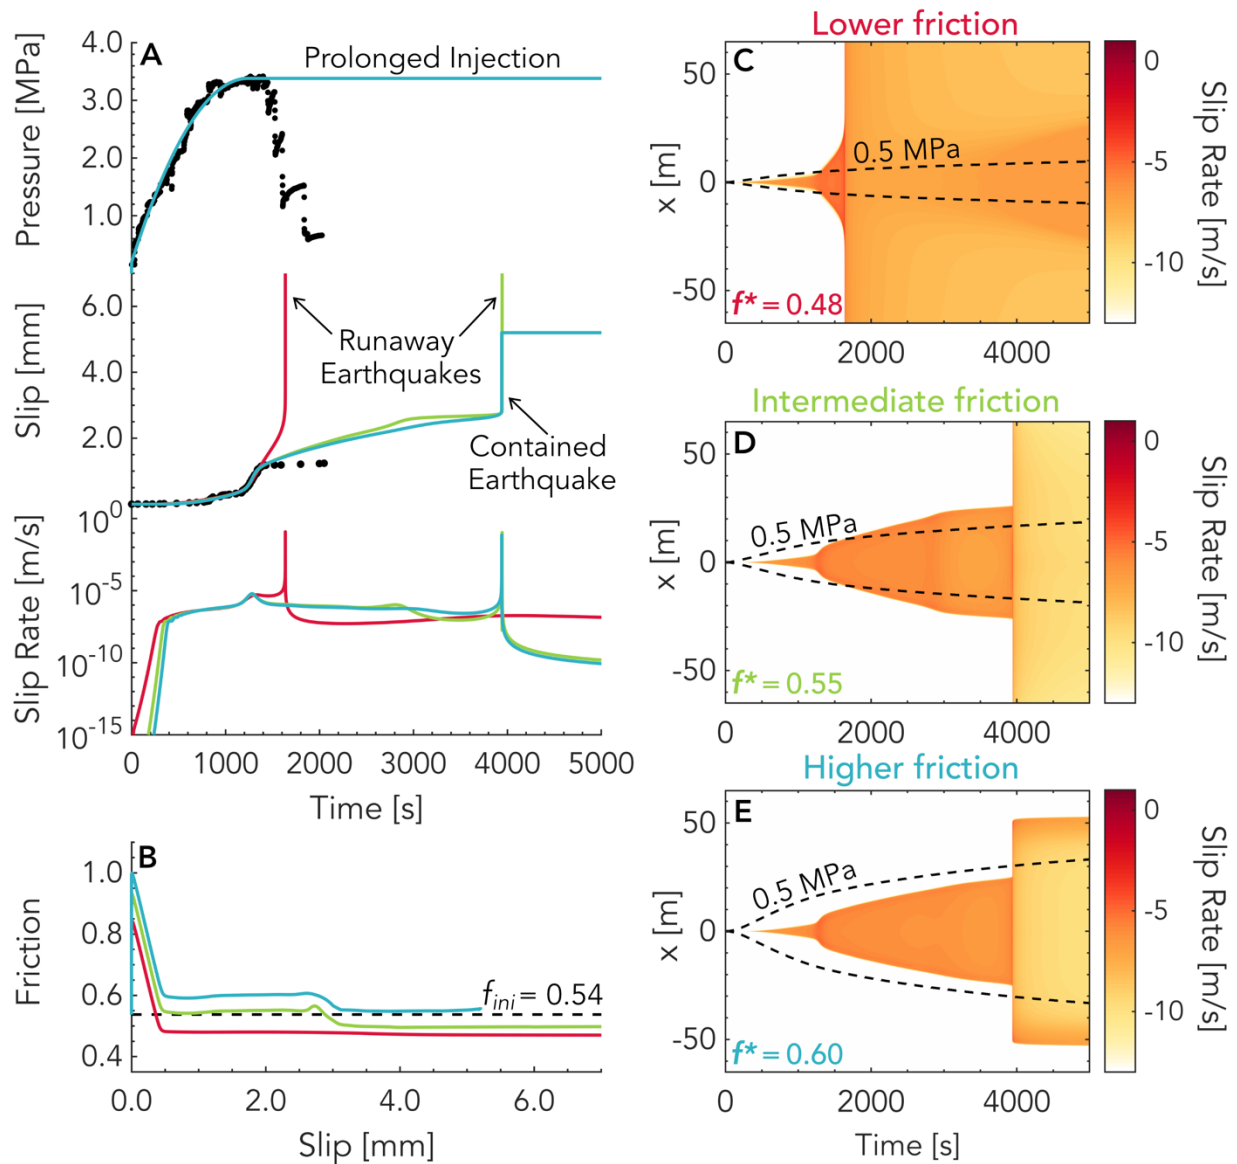 A
Prolonged Injection
Pressure [MPa]
4.0
3.0
2.0
1.0
Slip [mm]
6.0
4.0
2.0
0
Runaway
Earthquakes
Contained
Earthquake
Slip Rate [m/s]
10^0
10^-5
10^-10
10^-15
0 1000 2000 3000 4000 5000
Time [s]
B
Friction
1.0
0.8
0.6
0.4
f_ini = 0.54
0.0 2.0 4.0 6.0
Slip [mm]
Lower friction
C
x [m]
50
0
-50
0.5 MPa
f* = 0.48
0 2000 4000
0
-5
-10
Slip Rate [m/s]
Intermediate friction
D
x [m]
50
0
-50
0.5 MPa
f* = 0.55
0 2000 4000
0
-5
-10
Slip Rate [m/s]
Higher friction
E
x [m]
50
0
-50
0.5 MPa
f* = 0.60
0 2000 4000
Time [s]
0
-5
-10
Slip Rate [m/s]